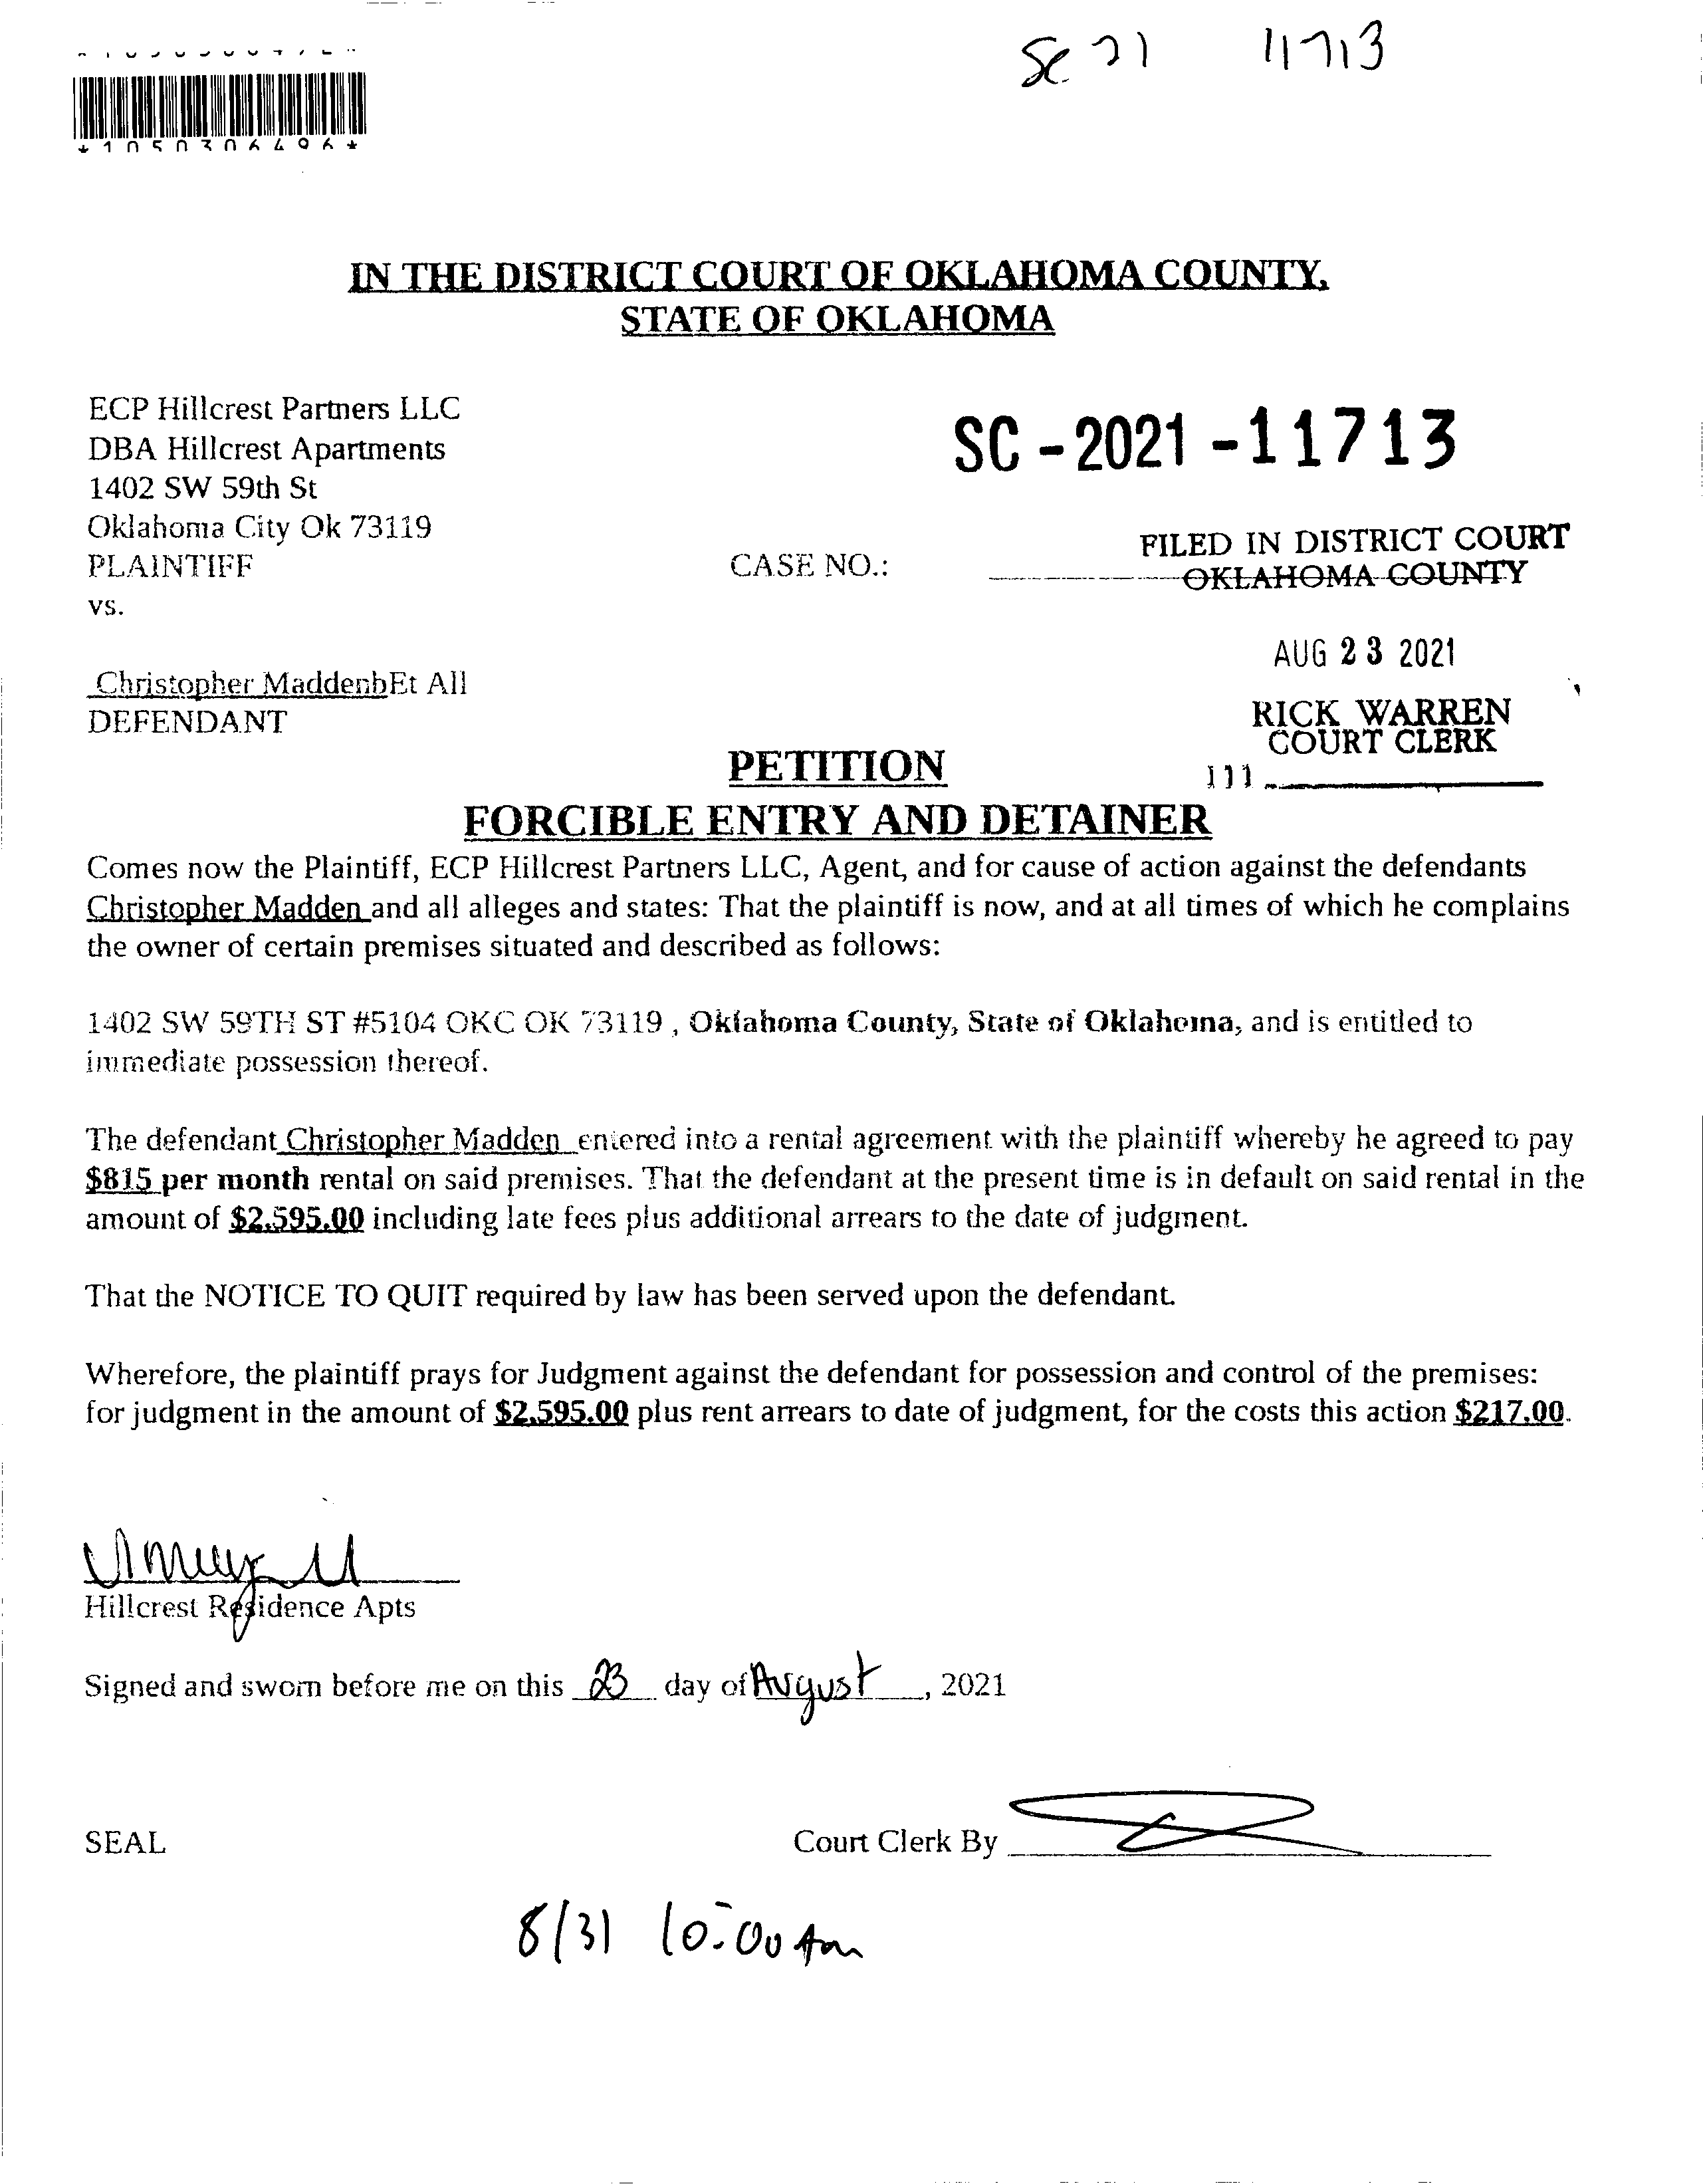 SC 21 11713
*1050306496*
IN THE DISTRICT COURT OF OKLAHOMA COUNTY,
STATE OF OKLAHOMA
ECP Hillcrest Partners LLC
DBA Hillcrest Apartments
1402 SW 59th St
Oklahoma City Ok 73119
PLAINTIFF
vs.
SC - 2021 - 11713
CASE NO.:
FILED IN DISTRICT COURT
OKLAHOMA COUNTY
AUG 23 2021
RICK WARREN
COURT CLERK
111
Christopher MaddenbEt All
DEFENDANT
PETITION
FORCIBLE ENTRY AND DETAINER
Comes now the Plaintiff, ECP Hillcrest Partners LLC, Agent, and for cause of action against the defendants
Christopher Madden and all alleges and states: That the plaintiff is now, and at all times of which he complains
the owner of certain premises situated and described as follows:
1402 SW 59TH ST #5104 OKC OK 73119 , Oklahoma County, State of Oklahoma, and is entitled to
immediate possession thereof.
The defendant Christopher Madden entered into a rental agreement with the plaintiff whereby he agreed to pay
$815 per month rental on said premises. That the defendant at the present time is in default on said rental in the
amount of $2,595.00 including late fees plus additional arrears to the date of judgment.
That the NOTICE TO QUIT required by law has been served upon the defendant.
Wherefore, the plaintiff prays for Judgment against the defendant for possession and control of the premises:
for judgment in the amount of $2,595.00 plus rent arrears to date of judgment, for the costs this action $217.00.
Hillcrest Residence Apts
Signed and sworn before me on this 23 day of August , 2021
SEAL
Court Clerk By
8/31 10:00 Am